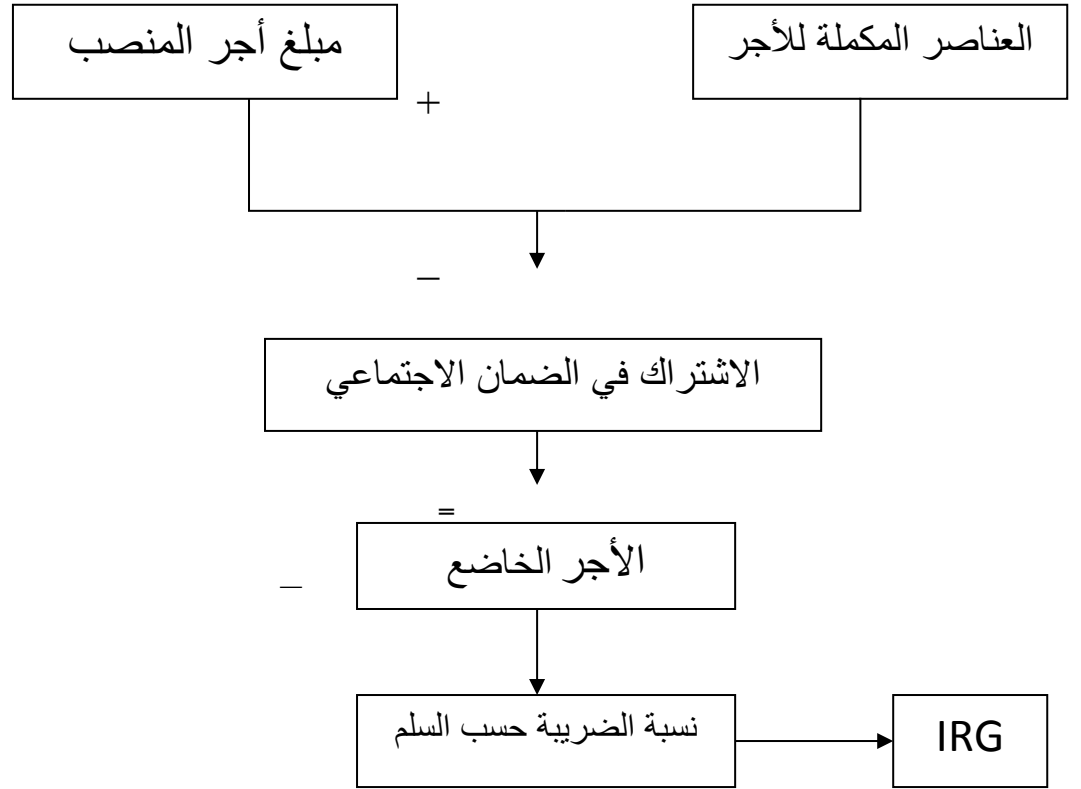 العناصر المكملة للأجر
مبلغ أجر المنصب
+
–
الاشتراك في الضمان الاجتماعي
=
الأجر الخاضع
–
نسبة الضريبة حسب السلم
IRG